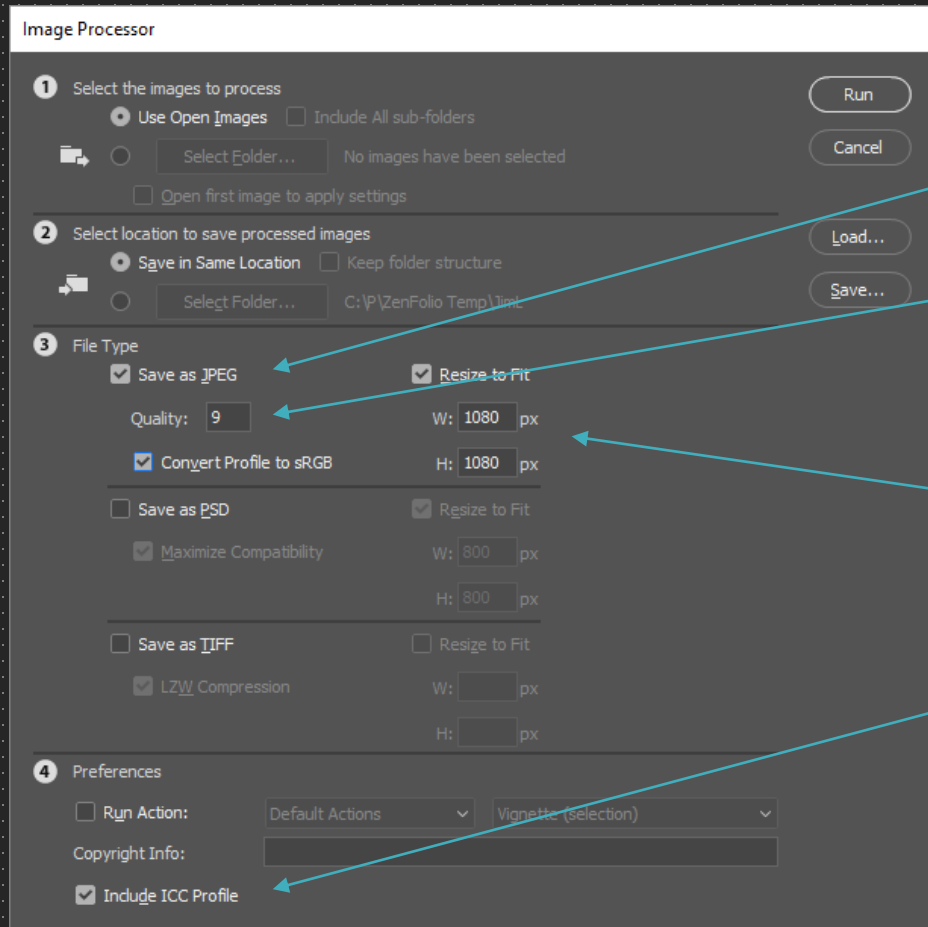 Image Processor
1 Select the images to process
Use Open Images Include All sub-folders
Run
Select Folder... No images have been selected
Cancel
Open first image to apply settings
2 Select location to save processed images
Load...
Save in Same Location Keep folder structure
Select Folder... C:\P\ZenFolio Temp\JimL
Save...
3 File Type
Save as JPEG Resize to Fit
Quality: 9 W: 1080 px
Convert Profile to sRGB H: 1080 px
Save as PSD Resize to Fit
Maximize Compatibility W: 800 px
H: 800 px
Save as TIFF Resize to Fit
LZW Compression W: px
H: px
4 Preferences
Run Action: Default Actions Vignette (selection)
Copyright Info:
Include ICC Profile